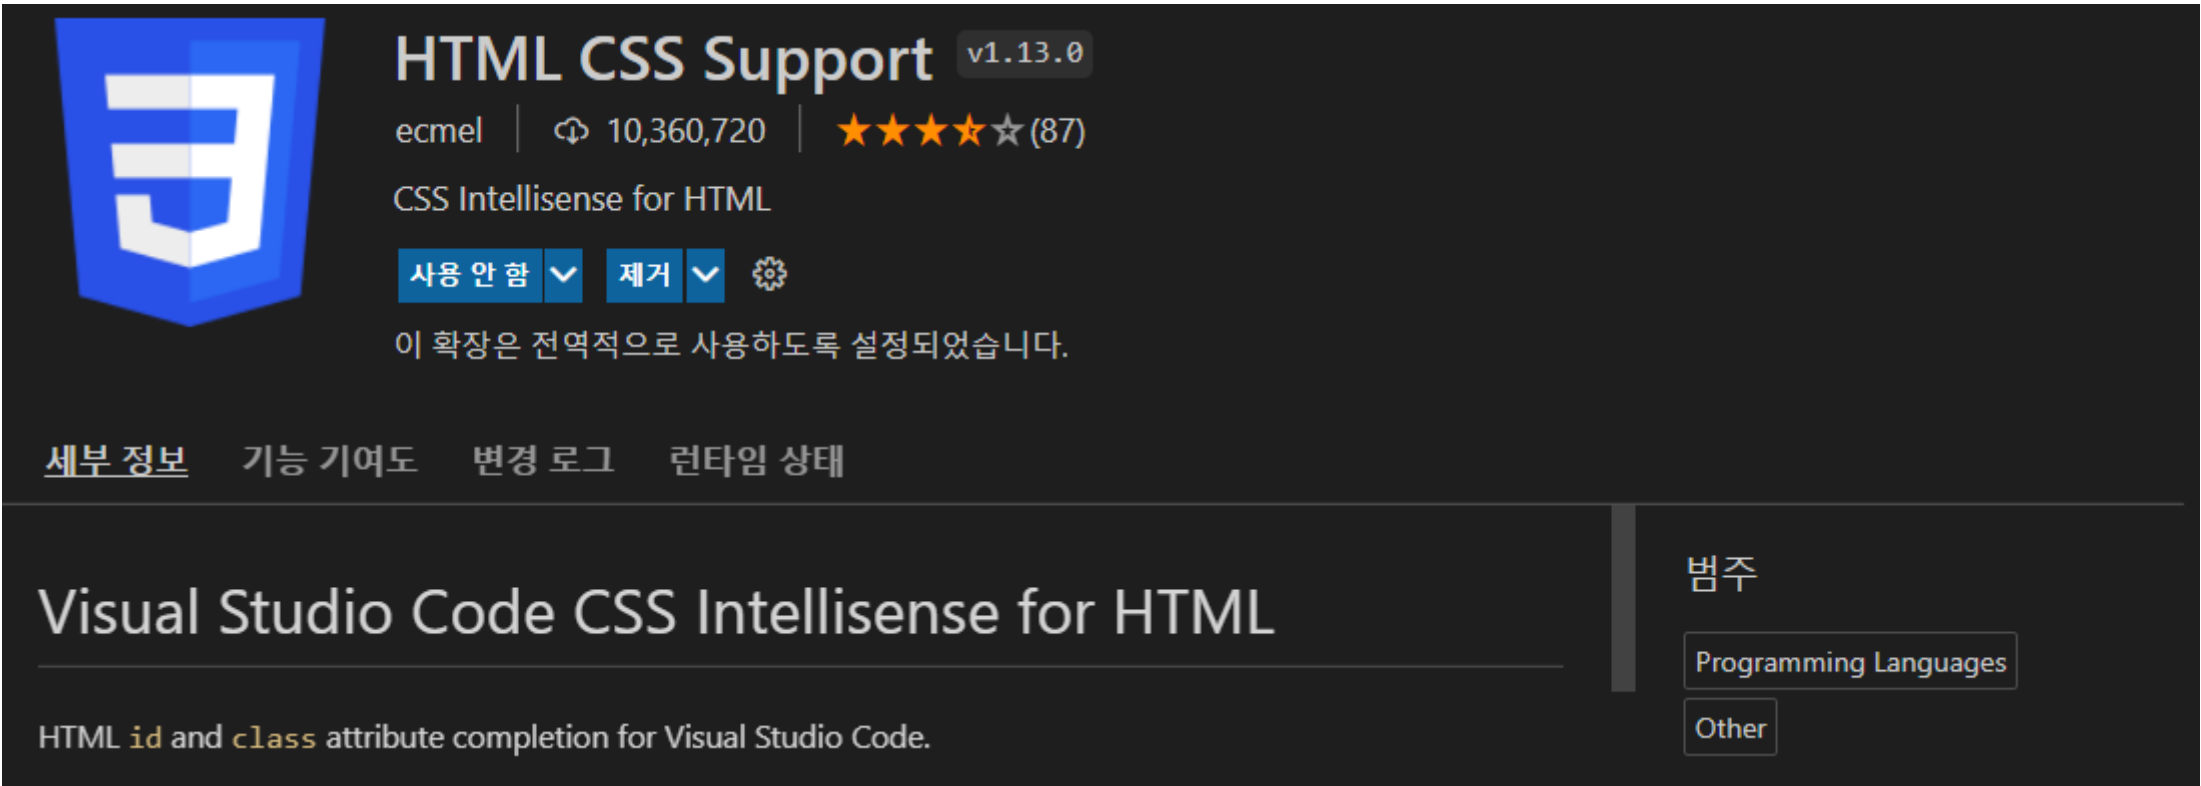 HTML CSS Support v1.13.0
ecmel 10,360,720 (87)
CSS Intellisense for HTML
사용 안 함 제거
이 확장은 전역적으로 사용하도록 설정되었습니다.
세부 정보 기능 기여도 변경 로그 런타임 상태
Visual Studio Code CSS Intellisense for HTML
HTML id and class attribute completion for Visual Studio Code.
범주
Programming Languages
Other